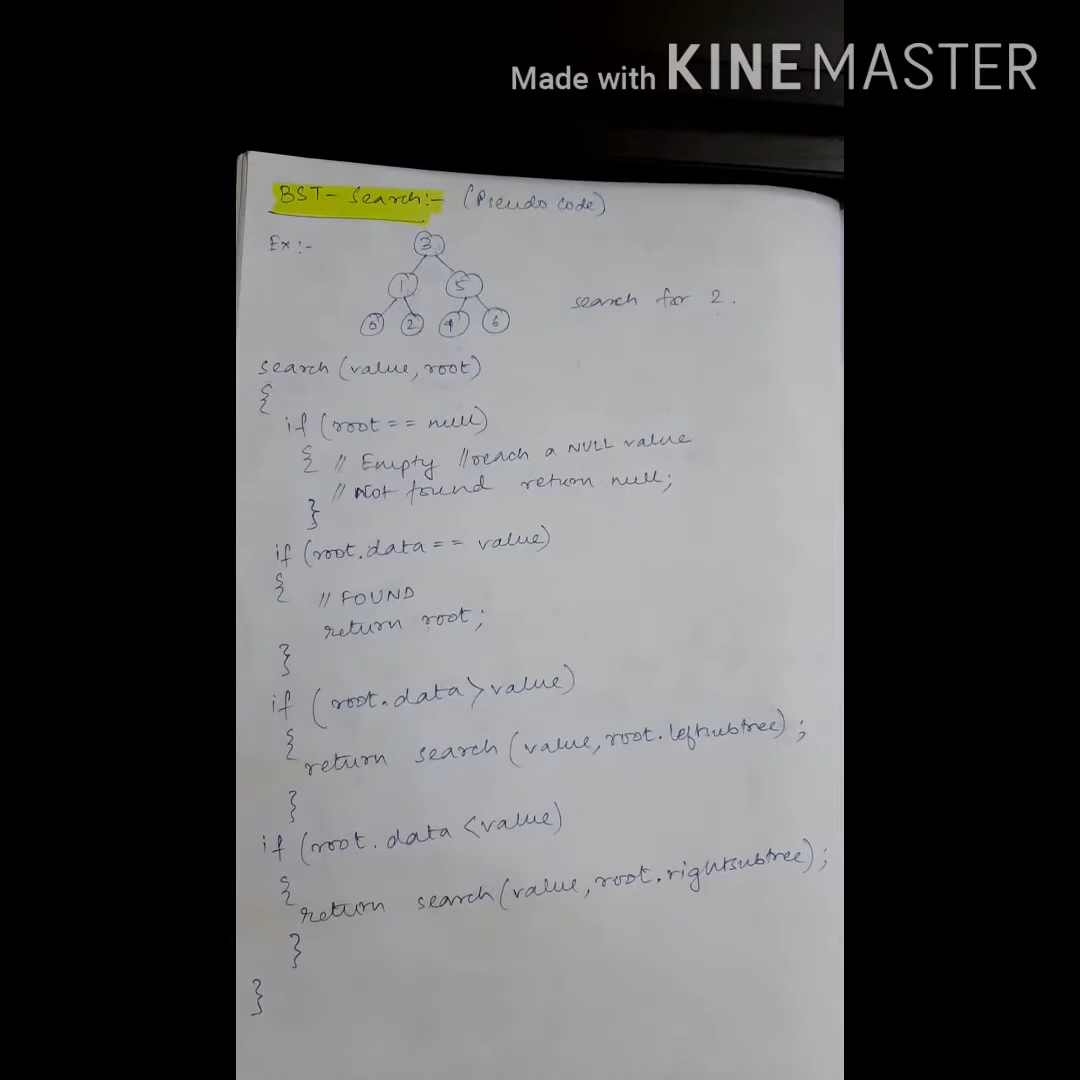 Made with KINEMASTER
BST - Search:- (Pseudo code)
Ex:-
3
1 5
0 2 4 6
search for 2.
search (value, root)
{
if (root == null)
{ // Empty // reach a NULL value
// Not found return null;
}
if (root.data == value)
{ // FOUND
return root;
}
if (root.data > value)
{ return search (value, root.leftsubtree);
}
if (root.data < value)
{ return search (value, root.rightsubtree);
}
}